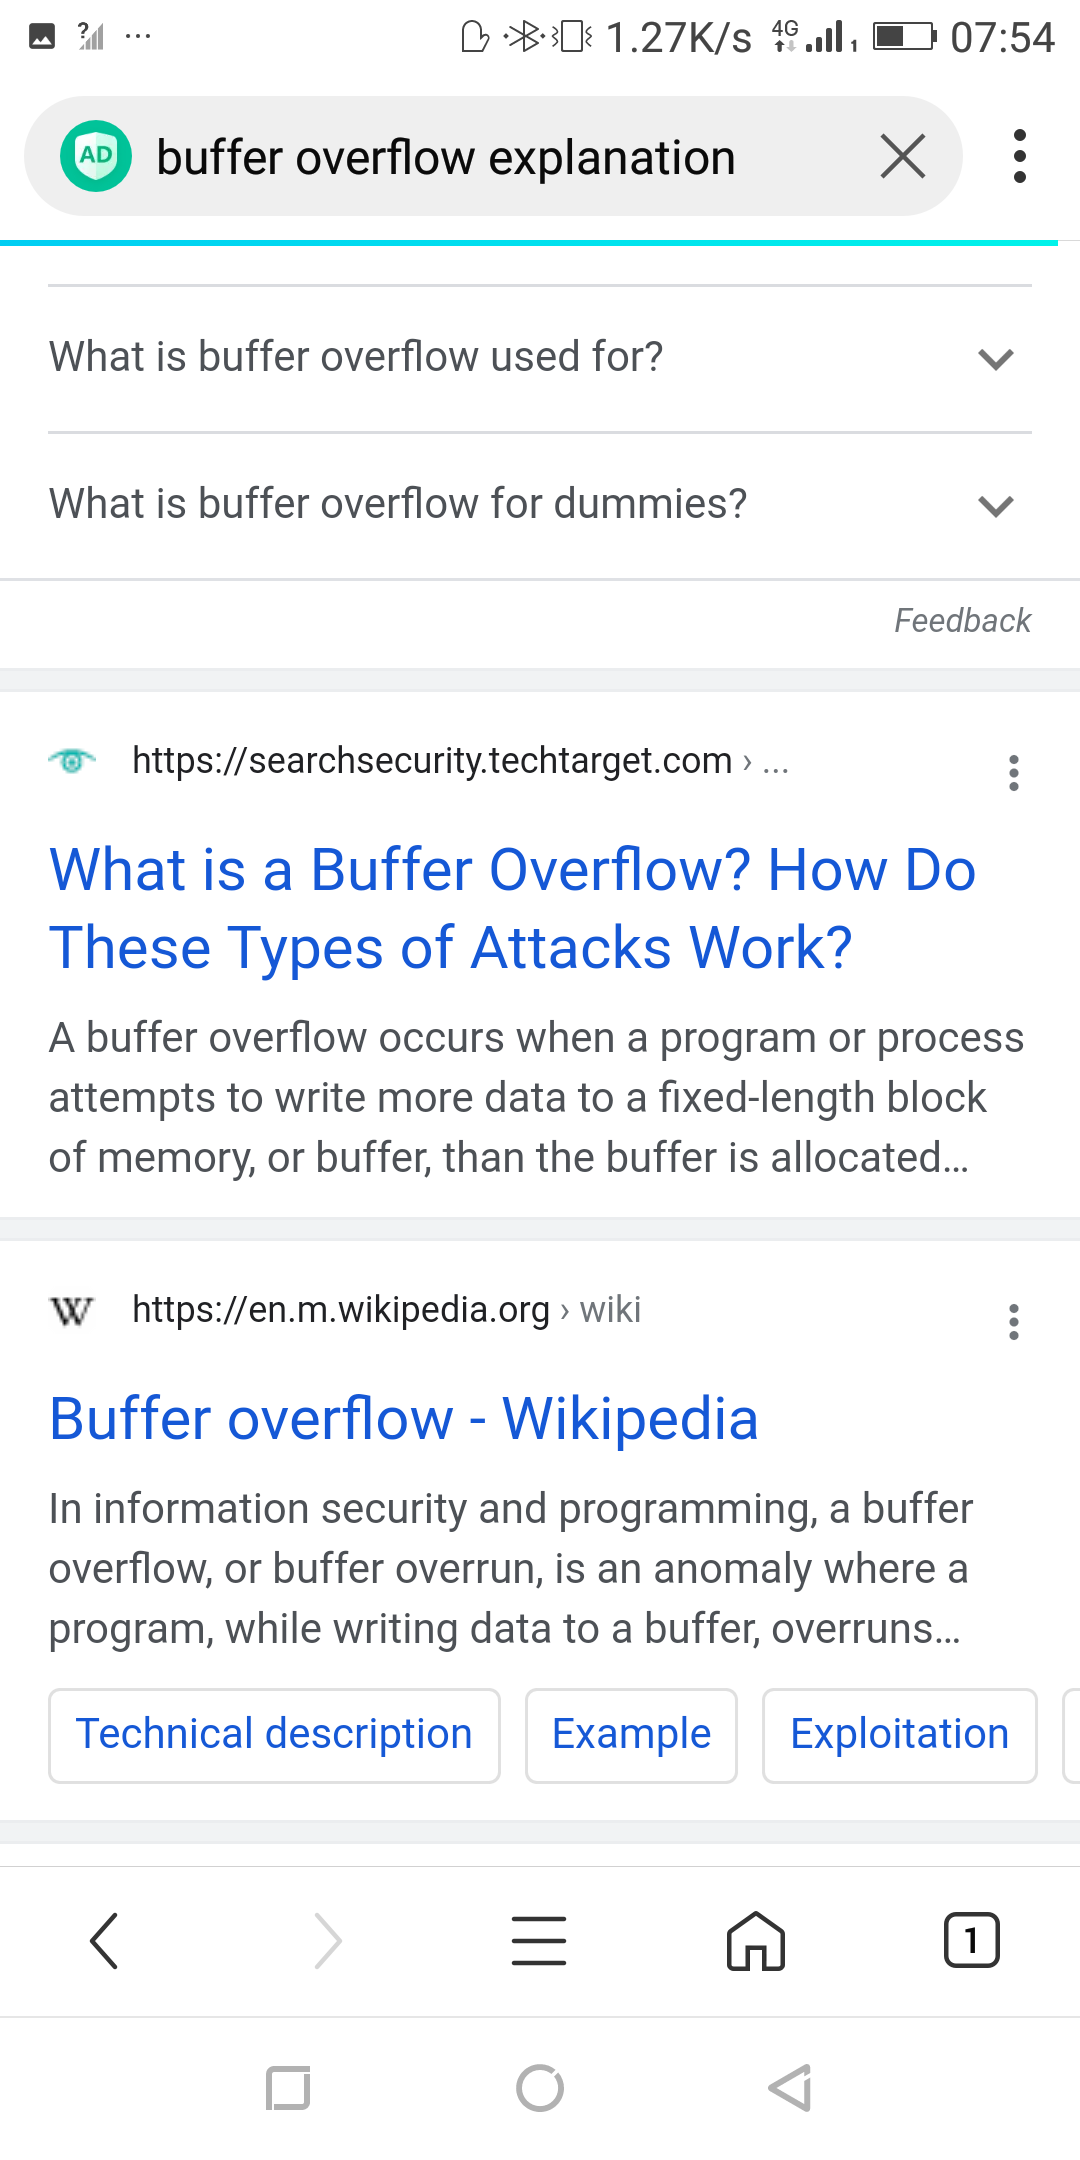 ? ... 1.27K/s 4G 1 07:54
AD buffer overflow explanation
What is buffer overflow used for?
What is buffer overflow for dummies?
Feedback
https://searchsecurity.techtarget.com › ...
What is a Buffer Overflow? How Do
These Types of Attacks Work?
A buffer overflow occurs when a program or process
attempts to write more data to a fixed-length block
of memory, or buffer, than the buffer is allocated...
W https://en.m.wikipedia.org › wiki
Buffer overflow - Wikipedia
In information security and programming, a buffer
overflow, or buffer overrun, is an anomaly where a
program, while writing data to a buffer, overruns...
Technical description Example Exploitation
1